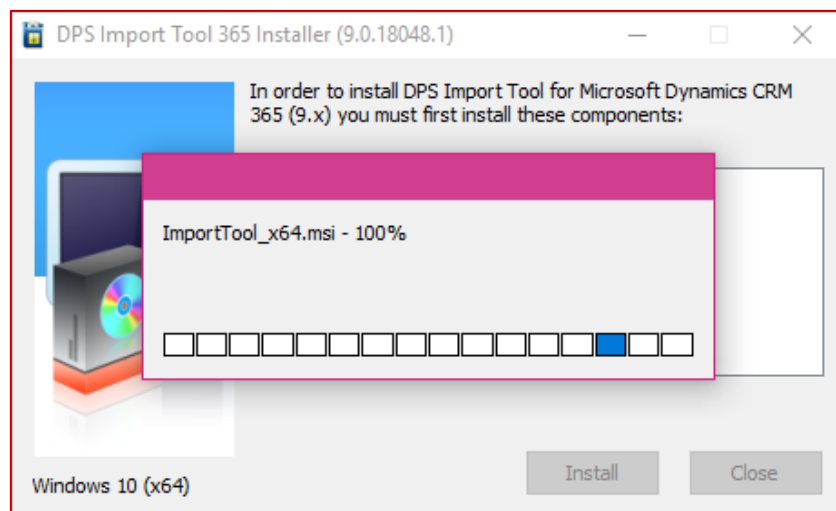 DPS Import Tool 365 Installer (9.0.18048.1)
In order to install DPS Import Tool for Microsoft Dynamics CRM
365 (9.x) you must first install these components:
ImportTool_x64.msi - 100%
Install
Close
Windows 10 (x64)